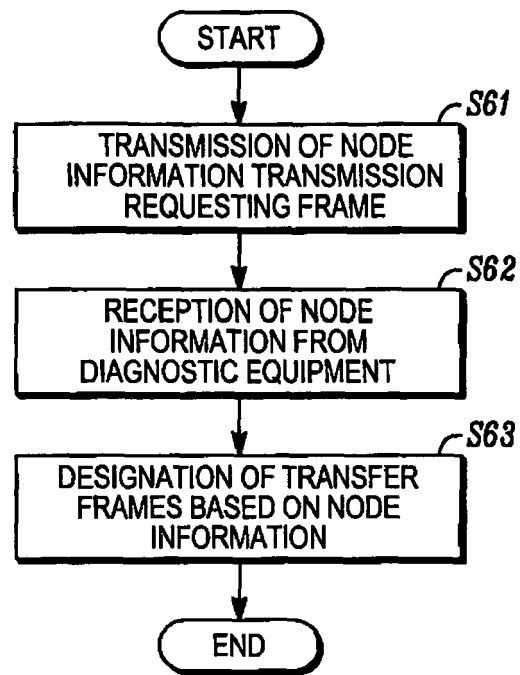 START
S61
TRANSMISSION OF NODE
INFORMATION TRANSMISSION
REQUESTING FRAME
S62
RECEPTION OF NODE
INFORMATION FROM
DIAGNOSTIC EQUIPMENT
S63
DESIGNATION OF TRANSFER
FRAMES BASED ON NODE
INFORMATION
END